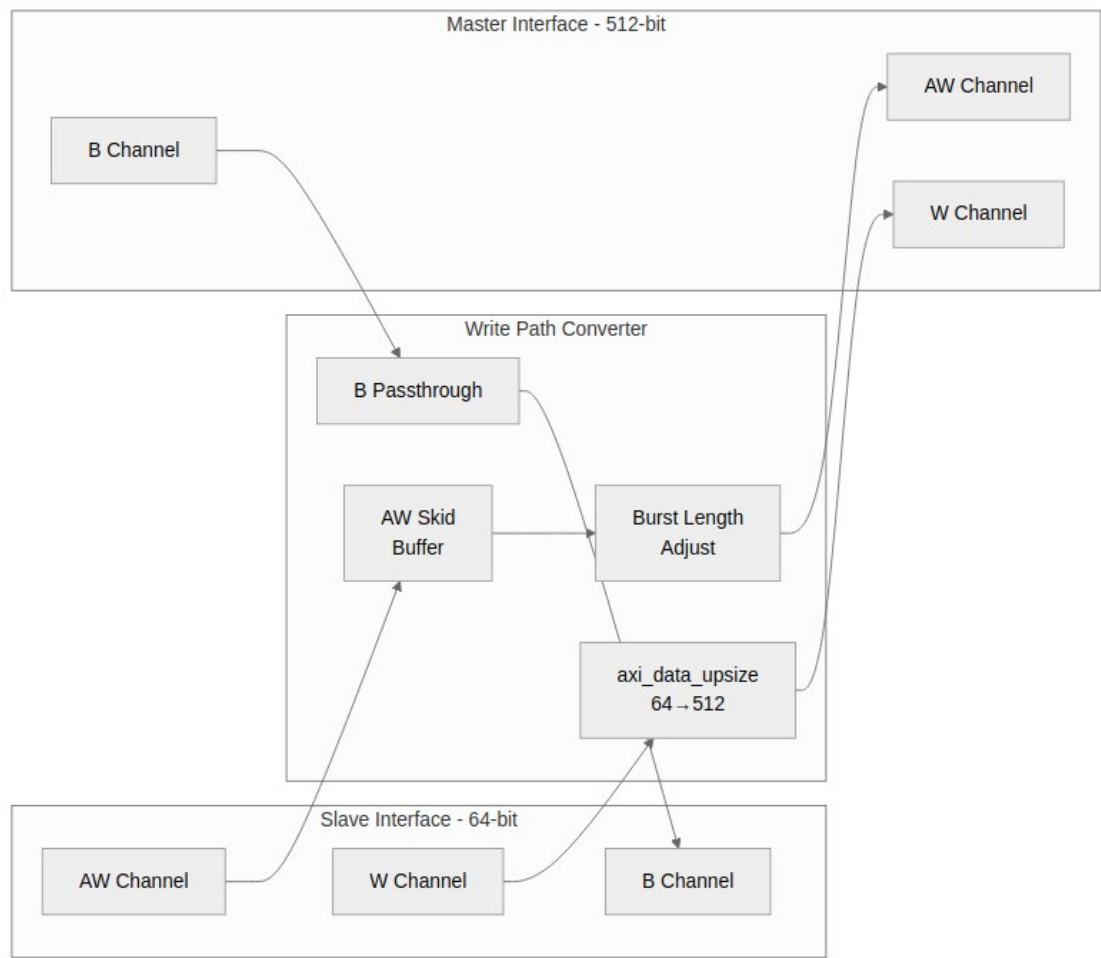 Master Interface - 512-bit
AW Channel
B Channel
W Channel
Write Path Converter
B Passthrough
AW Skid
Buffer
Burst Length
Adjust
axi_data_upsize
64→512
Slave Interface - 64-bit
AW Channel
W Channel
B Channel